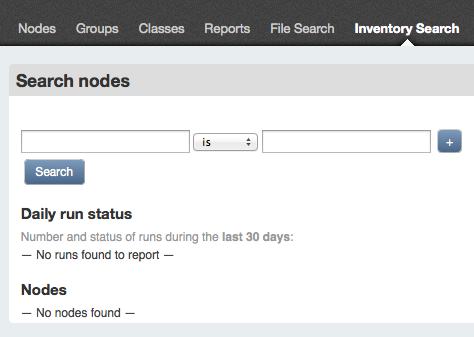 Nodes Groups Classes Reports File Search Inventory Search
Search nodes
is +
Search
Daily run status
Number and status of runs during the last 30 days:
— No runs found to report —
Nodes
— No nodes found —